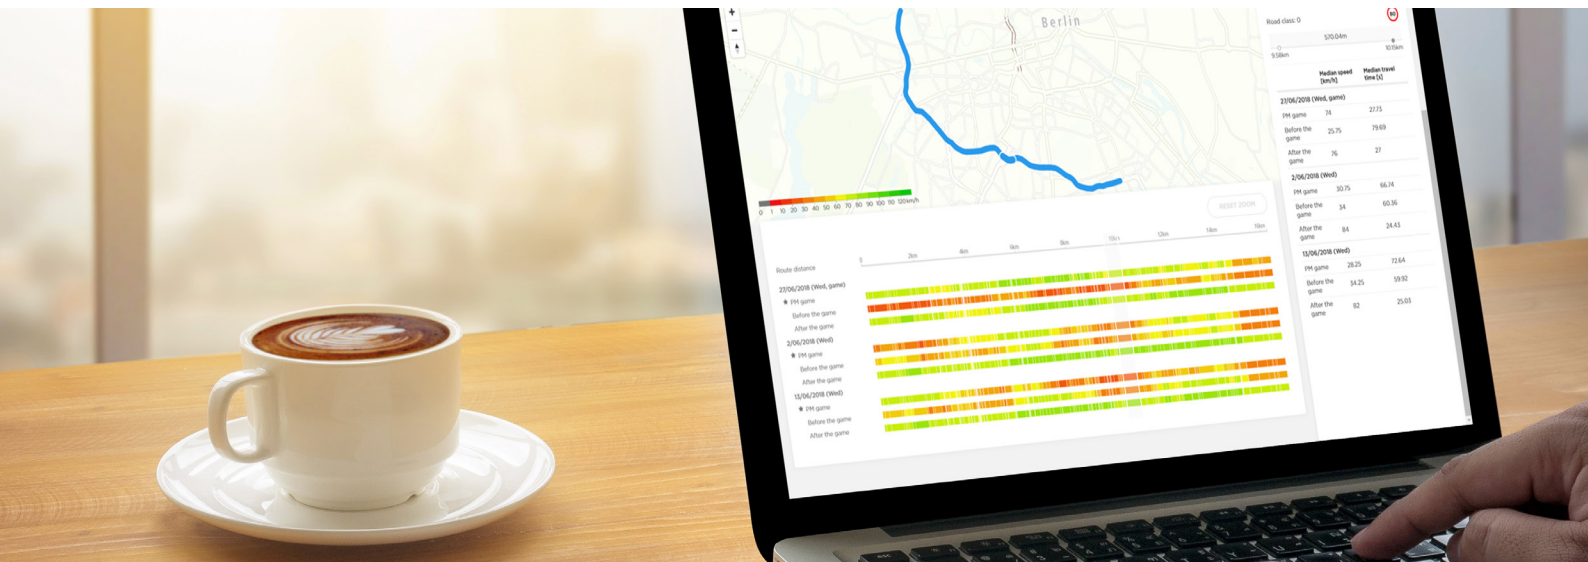 Berlin
0 1 10 20 30 40 50 60 70 80 90 100 110 120 km/h
RESET ZOOM
Route distance
0 2km 4km 6km 8km 12km 14km 16km
27/06/2018 (Wed, game)
★ PM game
Before the game
After the game
2/06/2018 (Wed)
★ PM game
Before the game
After the game
13/06/2018 (Wed)
★ PM game
Before the game
After the game
Road class: 0
80
570.04m
9.58km 10.15km
Median speed Median travel
[km/h] time [s]
27/06/2018 (Wed, game)
PM game 74 27.73
Before the
game 25.75 79.69
After the
game 76 27
2/06/2018 (Wed)
PM game 30.75 66.74
Before the
game 34 60.36
After the
game 84 24.43
13/06/2018 (Wed)
PM game 28.25 72.64
Before the
game 34.25 59.92
After the
game 82 25.03
esc